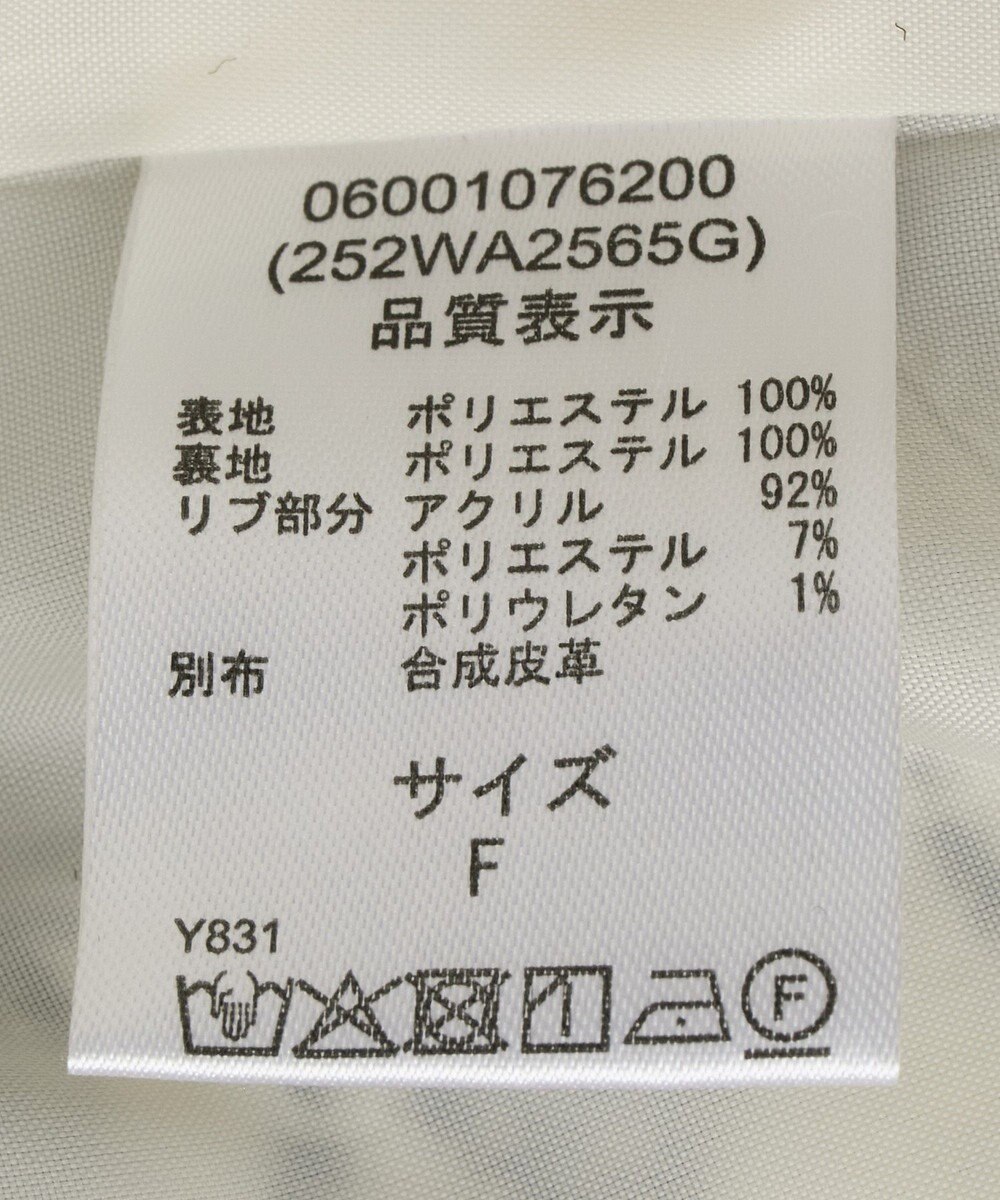 06001076200
(252WA2565G)
品質表示
表地 ポリエステル 100%
裏地 ポリエステル 100%
リブ部分 アクリル 92%
ポリエステル 7%
ポリウレタン 1%
別布 合成皮革
サイズ
F
Y831
F